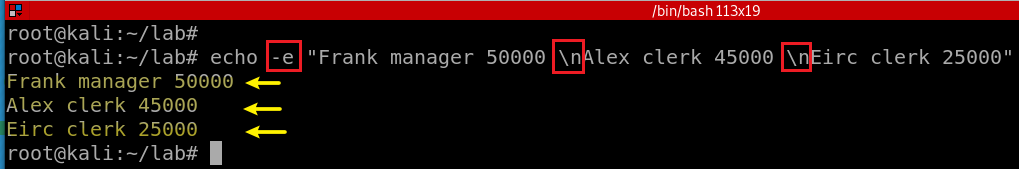 /bin/bash 113x19
root@kali:~/lab#
root@kali:~/lab# echo -e "Frank manager 50000 \nAlex clerk 45000 \nEirc clerk 25000"
Frank manager 50000
Alex clerk 45000
Eirc clerk 25000
root@kali:~/lab#